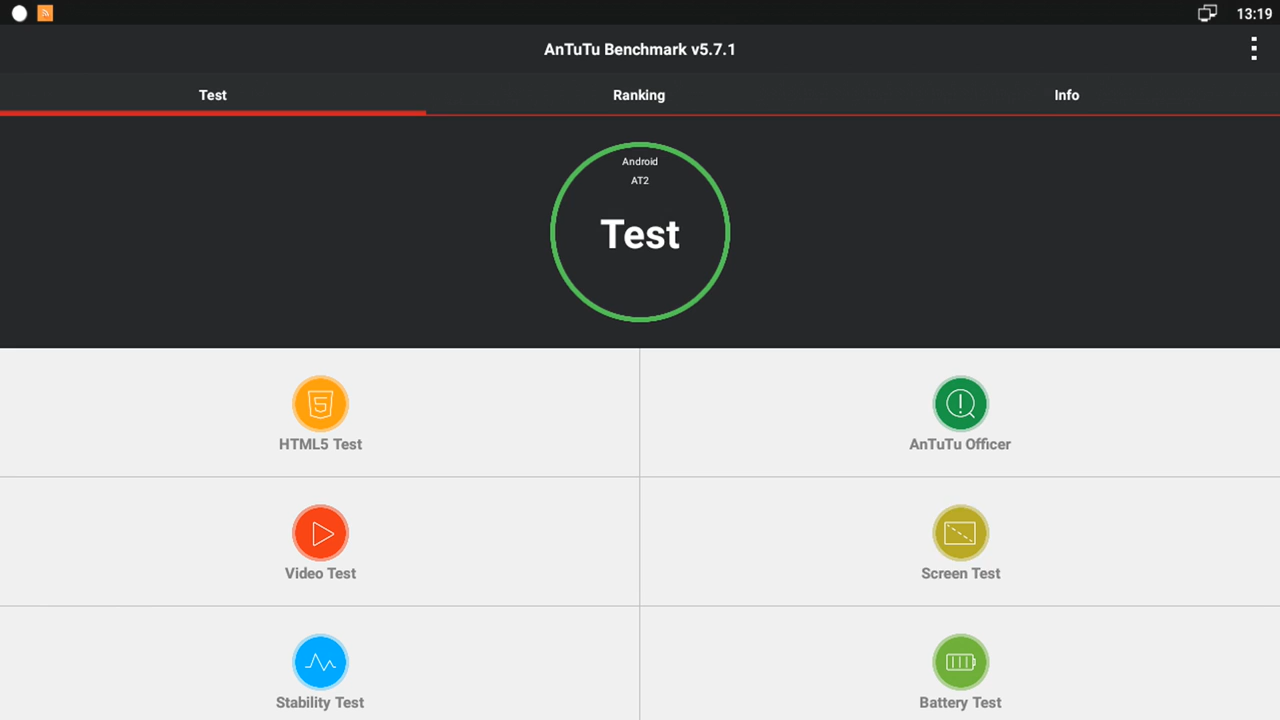 13:19
AnTuTu Benchmark v5.7.1
Test Ranking Info
Android
AT2
Test
5
HTML5 Test AnTuTu Officer
Video Test Screen Test
Stability Test Battery Test